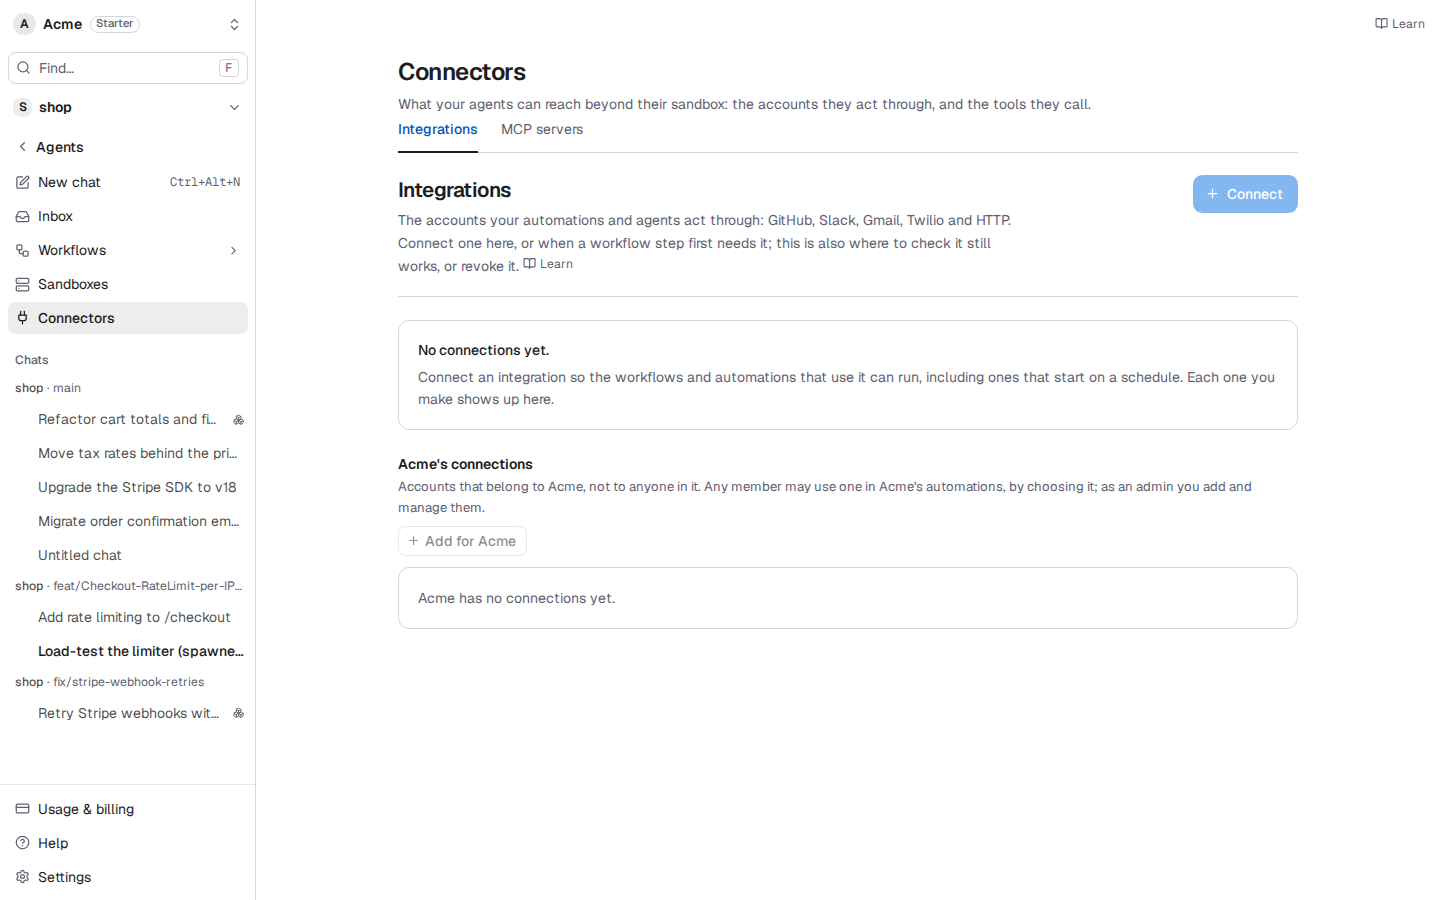 A Acme Starter
Find... F
S shop
Agents
New chat Ctrl+Alt+N
Inbox
Workflows
Sandboxes
Connectors
Chats
shop · main
Refactor cart totals and fi...
Move tax rates behind the pri...
Upgrade the Stripe SDK to v18
Migrate order confirmation em...
Untitled chat
shop · feat/Checkout-RateLimit-per-IP...
Add rate limiting to /checkout
Load-test the limiter (spawne...
shop · fix/stripe-webhook-retries
Retry Stripe webhooks wit...
Usage & billing
Help
Settings
Learn
Connectors
What your agents can reach beyond their sandbox: the accounts they act through, and the tools they call.
Integrations MCP servers
Integrations
+ Connect
The accounts your automations and agents act through: GitHub, Slack, Gmail, Twilio and HTTP.
Connect one here, or when a workflow step first needs it; this is also where to check it still
works, or revoke it. Learn
No connections yet.
Connect an integration so the workflows and automations that use it can run, including ones that start on a schedule. Each one you
make shows up here.
Acme's connections
Accounts that belong to Acme, not to anyone in it. Any member may use one in Acme's automations, by choosing it; as an admin you add and
manage them.
+ Add for Acme
Acme has no connections yet.